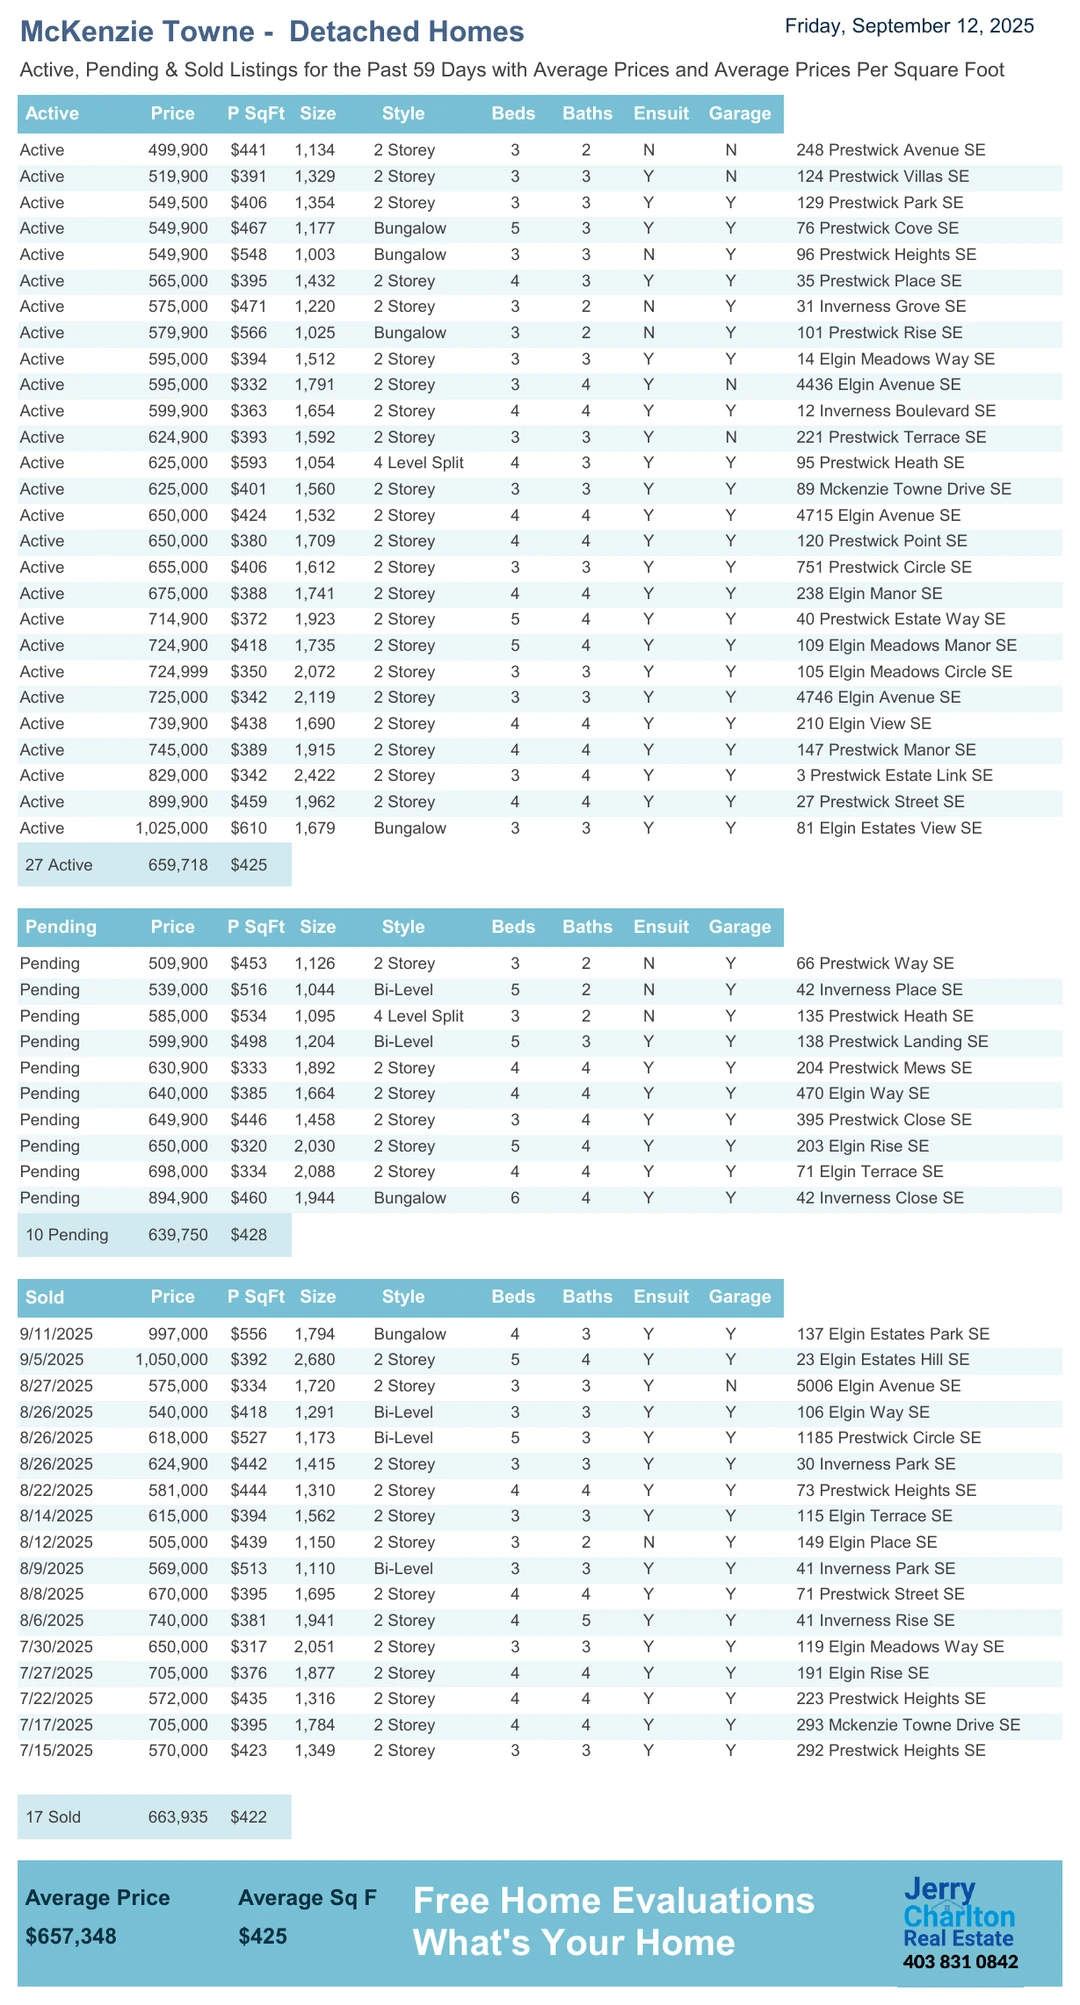 McKenzie Towne -  Detached Homes
Friday, September 12, 2025
Active, Pending & Sold Listings for the Past 59 Days with Average Prices and Average Prices Per Square Foot
Active Price P SqFt Size Style Beds Baths Ensuit Garage
Active 499,900 $441 1,134 2 Storey 3 2 N N 248 Prestwick Avenue SE
Active 519,900 $391 1,329 2 Storey 3 3 Y N 124 Prestwick Villas SE
Active 549,500 $406 1,354 2 Storey 3 3 Y Y 129 Prestwick Park SE
Active 549,900 $467 1,177 Bungalow 5 3 Y Y 76 Prestwick Cove SE
Active 549,900 $548 1,003 Bungalow 3 3 N Y 96 Prestwick Heights SE
Active 565,000 $395 1,432 2 Storey 4 3 Y Y 35 Prestwick Place SE
Active 575,000 $471 1,220 2 Storey 3 2 N Y 31 Inverness Grove SE
Active 579,900 $566 1,025 Bungalow 3 2 N Y 101 Prestwick Rise SE
Active 595,000 $394 1,512 2 Storey 3 3 Y Y 14 Elgin Meadows Way SE
Active 595,000 $332 1,791 2 Storey 3 4 Y N 4436 Elgin Avenue SE
Active 599,900 $363 1,654 2 Storey 4 4 Y Y 12 Inverness Boulevard SE
Active 624,900 $393 1,592 2 Storey 3 3 Y N 221 Prestwick Terrace SE
Active 625,000 $593 1,054 4 Level Split 4 3 Y Y 95 Prestwick Heath SE
Active 625,000 $401 1,560 2 Storey 3 3 Y Y 89 Mckenzie Towne Drive SE
Active 650,000 $424 1,532 2 Storey 4 4 Y Y 4715 Elgin Avenue SE
Active 650,000 $380 1,709 2 Storey 4 4 Y Y 120 Prestwick Point SE
Active 655,000 $406 1,612 2 Storey 3 3 Y Y 751 Prestwick Circle SE
Active 675,000 $388 1,741 2 Storey 4 4 Y Y 238 Elgin Manor SE
Active 714,900 $372 1,923 2 Storey 5 4 Y Y 40 Prestwick Estate Way SE
Active 724,900 $418 1,735 2 Storey 5 4 Y Y 109 Elgin Meadows Manor SE
Active 724,999 $350 2,072 2 Storey 3 3 Y Y 105 Elgin Meadows Circle SE
Active 725,000 $342 2,119 2 Storey 3 3 Y Y 4746 Elgin Avenue SE
Active 739,900 $438 1,690 2 Storey 4 4 Y Y 210 Elgin View SE
Active 745,000 $389 1,915 2 Storey 4 4 Y Y 147 Prestwick Manor SE
Active 829,000 $342 2,422 2 Storey 3 4 Y Y 3 Prestwick Estate Link SE
Active 899,900 $459 1,962 2 Storey 4 4 Y Y 27 Prestwick Street SE
Active 1,025,000 $610 1,679 Bungalow 3 3 Y Y 81 Elgin Estates View SE
27 Active 659,718 $425
Pending Price P SqFt Size Style Beds Baths Ensuit Garage
Pending 509,900 $453 1,126 2 Storey 3 2 N Y 66 Prestwick Way SE
Pending 539,000 $516 1,044 Bi-Level 5 2 N Y 42 Inverness Place SE
Pending 585,000 $534 1,095 4 Level Split 3 2 N Y 135 Prestwick Heath SE
Pending 599,900 $498 1,204 Bi-Level 5 3 Y Y 138 Prestwick Landing SE
Pending 630,900 $333 1,892 2 Storey 4 4 Y Y 204 Prestwick Mews SE
Pending 640,000 $385 1,664 2 Storey 4 4 Y Y 470 Elgin Way SE
Pending 649,900 $446 1,458 2 Storey 3 4 Y Y 395 Prestwick Close SE
Pending 650,000 $320 2,030 2 Storey 5 4 Y Y 203 Elgin Rise SE
Pending 698,000 $334 2,088 2 Storey 4 4 Y Y 71 Elgin Terrace SE
Pending 894,900 $460 1,944 Bungalow 6 4 Y Y 42 Inverness Close SE
10 Pending 639,750 $428
Sold Price P SqFt Size Style Beds Baths Ensuit Garage
9/11/2025 997,000 $556 1,794 Bungalow 4 3 Y Y 137 Elgin Estates Park SE
9/5/2025 1,050,000 $392 2,680 2 Storey 5 4 Y Y 23 Elgin Estates Hill SE
8/27/2025 575,000 $334 1,720 2 Storey 3 3 Y N 5006 Elgin Avenue SE
8/26/2025 540,000 $418 1,291 Bi-Level 3 3 Y Y 106 Elgin Way SE
8/26/2025 618,000 $527 1,173 Bi-Level 5 3 Y Y 1185 Prestwick Circle SE
8/26/2025 624,900 $442 1,415 2 Storey 3 3 Y Y 30 Inverness Park SE
8/22/2025 581,000 $444 1,310 2 Storey 4 4 Y Y 73 Prestwick Heights SE
8/14/2025 615,000 $394 1,562 2 Storey 3 3 Y Y 115 Elgin Terrace SE
8/12/2025 505,000 $439 1,150 2 Storey 3 2 N Y 149 Elgin Place SE
8/9/2025 569,000 $513 1,110 Bi-Level 3 3 Y Y 41 Inverness Park SE
8/8/2025 670,000 $395 1,695 2 Storey 4 4 Y Y 71 Prestwick Street SE
8/6/2025 740,000 $381 1,941 2 Storey 4 5 Y Y 41 Inverness Rise SE
7/30/2025 650,000 $317 2,051 2 Storey 3 3 Y Y 119 Elgin Meadows Way SE
7/27/2025 705,000 $376 1,877 2 Storey 4 4 Y Y 191 Elgin Rise SE
7/22/2025 572,000 $435 1,316 2 Storey 4 4 Y Y 223 Prestwick Heights SE
7/17/2025 705,000 $395 1,784 2 Storey 4 4 Y Y 293 Mckenzie Towne Drive SE
7/15/2025 570,000 $423 1,349 2 Storey 3 3 Y Y 292 Prestwick Heights SE
17 Sold 663,935 $422
Average Price Average Sq F
$657,348 $425
Free Home Evaluations
What's Your Home
Jerry
Charlton
Real Estate
403 831 0842